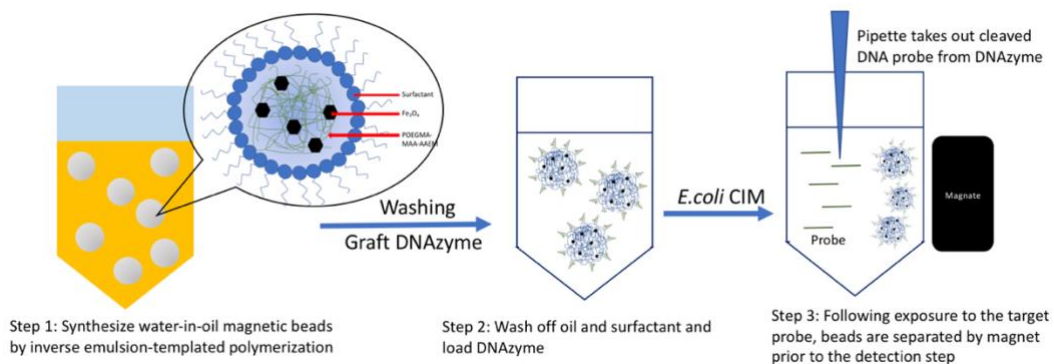 Pipette takes out cleaved
DNA probe from DNAzyme
Surfactant
Fe₃O₄
POEGMA-
MAA-AAEM
Washing
Graft DNAzyme
E.coli CIM
Probe
Magnate
Step 1: Synthesize water-in-oil magnetic beads
by inverse emulsion-templated polymerization
Step 2: Wash off oil and surfactant and
load DNAzyme
Step 3: Following exposure to the target
probe, beads are separated by magnet
prior to the detection step